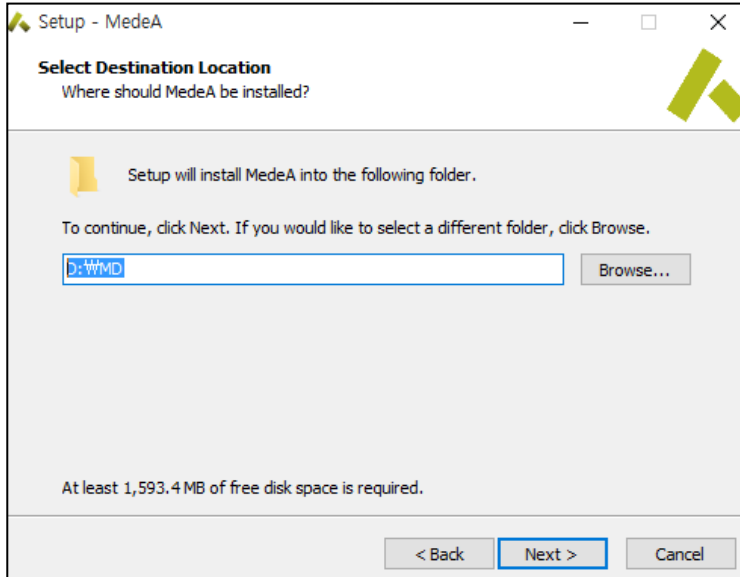 Setup - MedeA
Select Destination Location
Where should MedeA be installed?
Setup will install MedeA into the following folder.
To continue, click Next. If you would like to select a different folder, click Browse.
D:₩MD
Browse...
At least 1,593.4 MB of free disk space is required.
< Back
Next >
Cancel